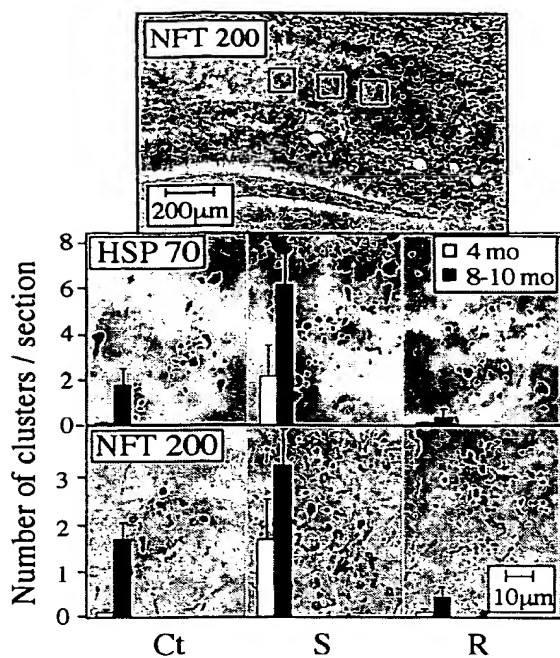 NFT 200
200μm
Number of clusters / section
8
6
4
2
0
HSP 70
4 mo
8-10 mo
3
2
1
0
NFT 200
10μm
Ct
S
R